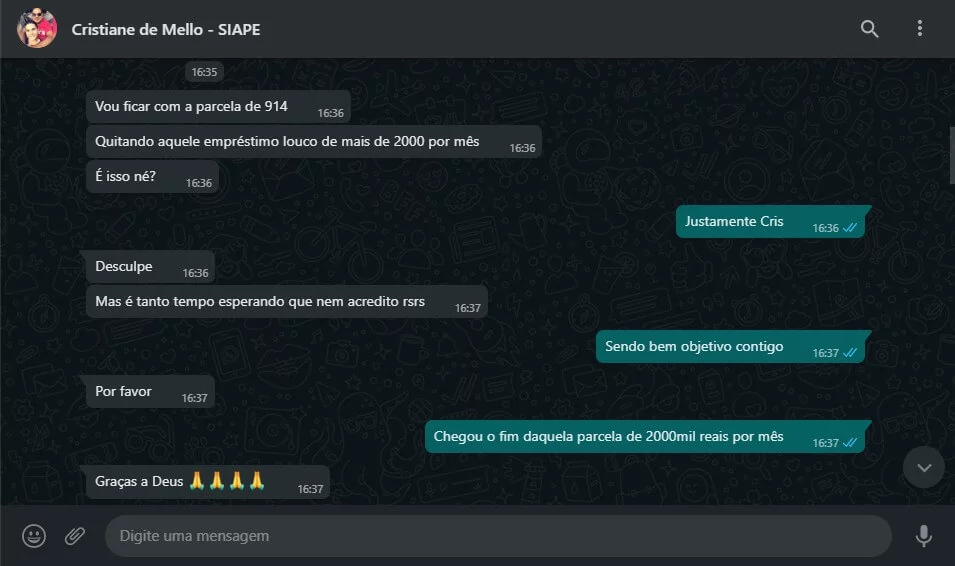 Cristiane de Mello - SIAPE
16:35
Vou ficar com a parcela de 914 16:36
Quitando aquele empréstimo louco de mais de 2000 por mês 16:36
É isso né? 16:36
Justamente Cris 16:36
Desculpe 16:36
Mas é tanto tempo esperando que nem acredito rsrs 16:37
Sendo bem objetivo contigo 16:37
Por favor 16:37
Chegou o fim daquela parcela de 2000mil reais por mês 16:37
Graças a Deus 🙏🙏🙏🙏 16:37
Digite uma mensagem